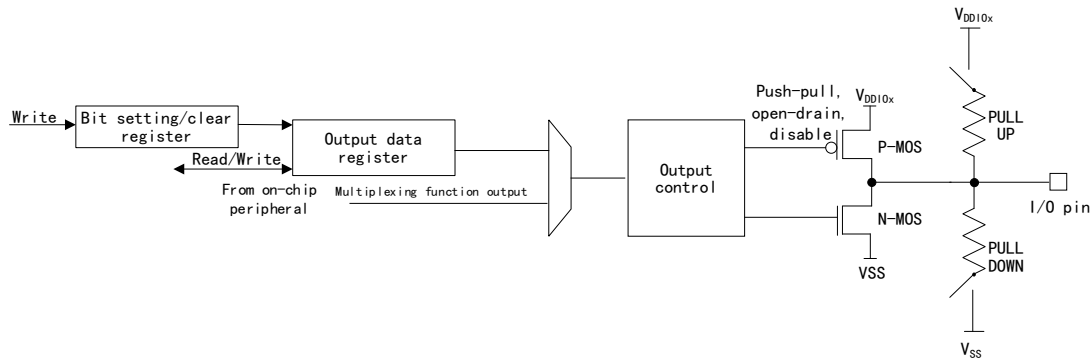 Write
Bit setting/clear
register
Read/Write
From on-chip
peripheral
Output data
register
Multiplexing function output
Output
control
Push-pull,
open-drain,
disable
VDDIOx
P-MOS
N-MOS
VSS
VDDIOx
PULL
UP
I/O pin
PULL
DOWN
VSS